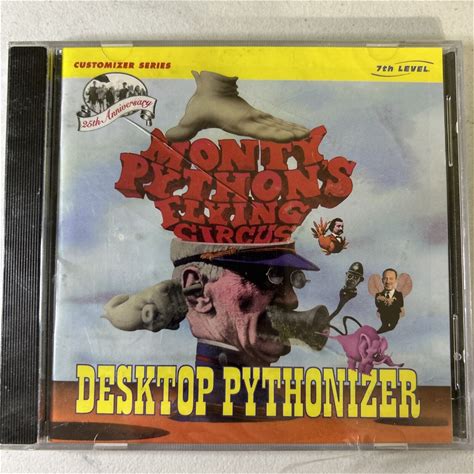 CUSTOMIZER SERIES
7th LEVEL
25th Anniversary
MONTY
PYTHON'S
FLYING
CIRCUS
DESKTOP PYTHONIZER